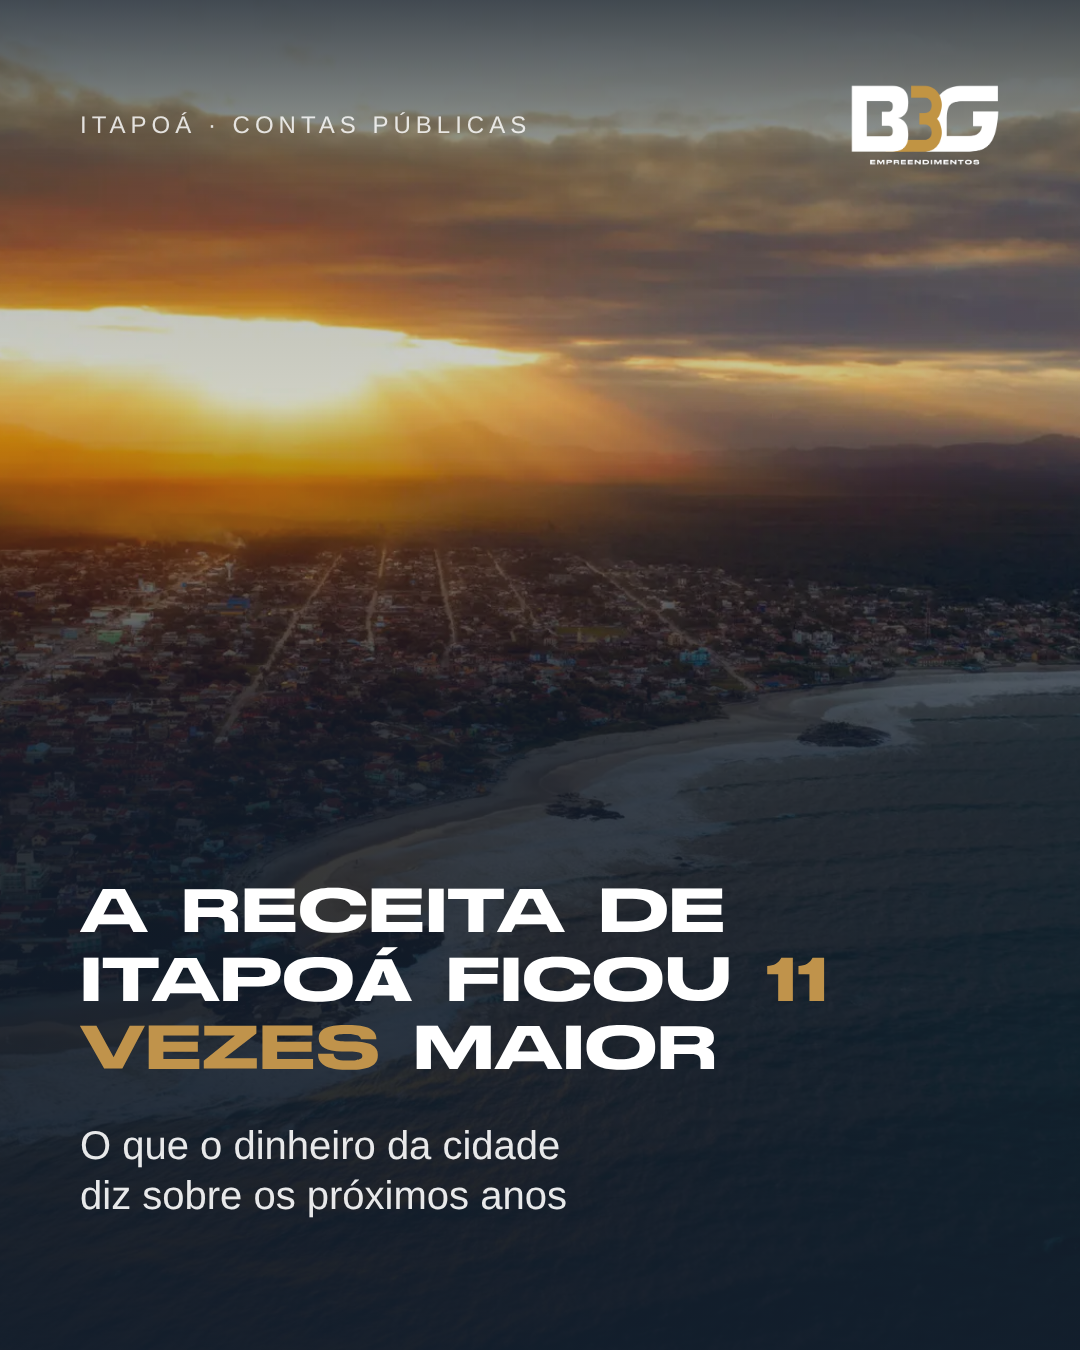 ITAPOÁ · CONTAS PÚBLICAS
B3G
EMPREENDIMENTOS
A RECEITA DE
ITAPOÁ FICOU 11
VEZES MAIOR
O que o dinheiro da cidade
diz sobre os próximos anos